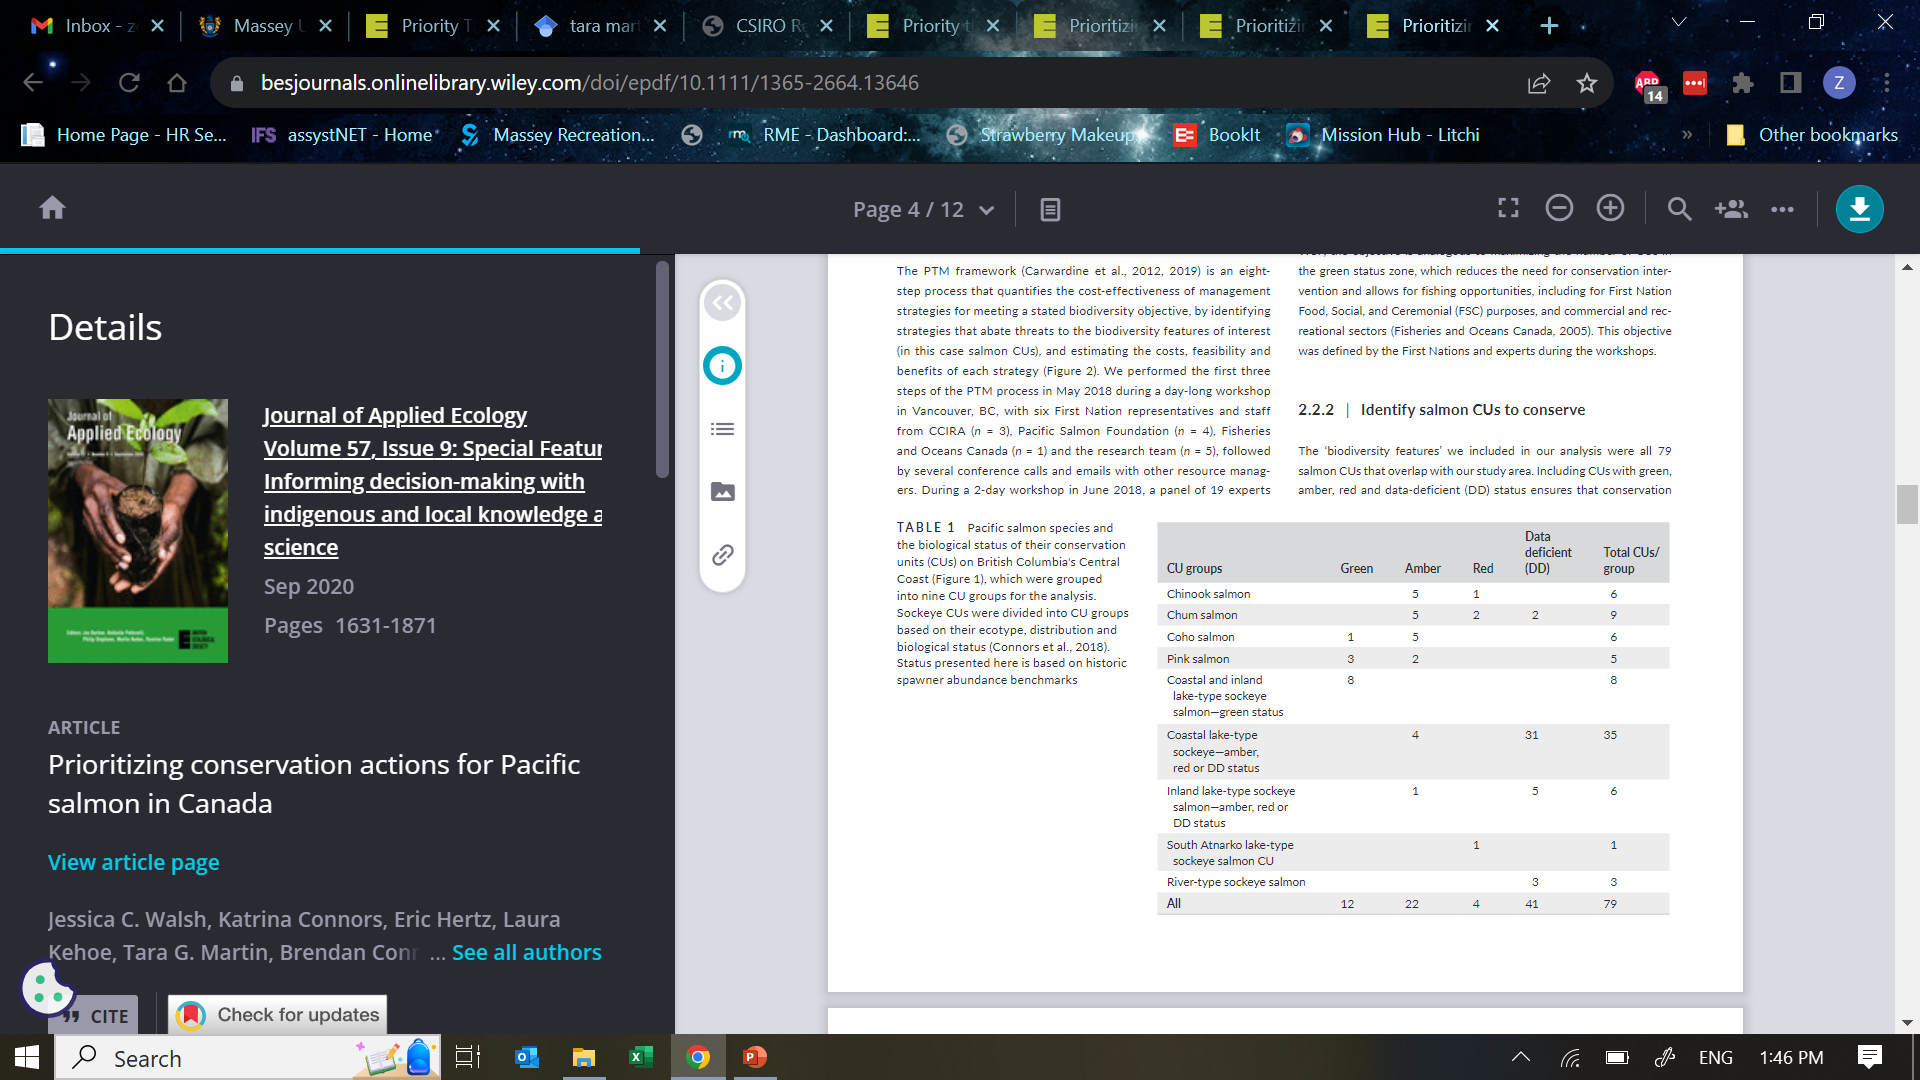 Inbox - z
Massey U
Priority T
tara mar
CSIRO Re
Priority t
Prioritizi
Prioritizin
Prioritizin
besjournals.onlinelibrary.wiley.com/doi/epdf/10.1111/1365-2664.13646
ABP
14
Z
Home Page - HR Se...
IFS assystNET - Home
Massey Recreation...
RME - Dashboard:...
Strawberry Makeup
BookIt
Mission Hub - Litchi
»
Other bookmarks
Page 4 / 12
Details
Journal of
Applied Ecology
Journal of Applied Ecology
Volume 57, Issue 9: Special Featur
Informing decision-making with
indigenous and local knowledge a
science
Sep 2020
Pages 1631-1871
ARTICLE
Prioritizing conservation actions for Pacific
salmon in Canada
View article page
Jessica C. Walsh, Katrina Connors, Eric Hertz, Laura
Kehoe, Tara G. Martin, Brendan Conr ... See all authors
CITE
Check for updates
The PTM framework (Carwardine et al., 2012, 2019) is an eight-
step process that quantifies the cost-effectiveness of management
strategies for meeting a stated biodiversity objective, by identifying
strategies that abate threats to the biodiversity features of interest
(in this case salmon CUs), and estimating the costs, feasibility and
benefits of each strategy (Figure 2). We performed the first three
steps of the PTM process in May 2018 during a day-long workshop
in Vancouver, BC, with six First Nation representatives and staff
from CCIRA (n = 3), Pacific Salmon Foundation (n = 4), Fisheries
and Oceans Canada (n = 1) and the research team (n = 5), followed
by several conference calls and emails with other resource manag-
ers. During a 2-day workshop in June 2018, a panel of 19 experts
the green status zone, which reduces the need for conservation inter-
vention and allows for fishing opportunities, including for First Nation
Food, Social, and Ceremonial (FSC) purposes, and commercial and rec-
reational sectors (Fisheries and Oceans Canada, 2005). This objective
was defined by the First Nations and experts during the workshops.
2.2.2 | Identify salmon CUs to conserve
The 'biodiversity features' we included in our analysis were all 79
salmon CUs that overlap with our study area. Including CUs with green,
amber, red and data-deficient (DD) status ensures that conservation
TABLE 1 Pacific salmon species and
the biological status of their conservation
units (CUs) on British Columbia's Central
Coast (Figure 1), which were grouped
into nine CU groups for the analysis.
Sockeye CUs were divided into CU groups
based on their ecotype, distribution and
biological status (Connors et al., 2018).
Status presented here is based on historic
spawner abundance benchmarks
Data
deficient Total CUs/
CU groups Green Amber Red (DD) group
Chinook salmon 5 1 6
Chum salmon 5 2 2 9
Coho salmon 1 5 6
Pink salmon 3 2 5
Coastal and inland 8 8
lake-type sockeye
salmon—green status
Coastal lake-type 4 31 35
sockeye—amber,
red or DD status
Inland lake-type sockeye 1 5 6
salmon—amber, red or
DD status
South Atnarko lake-type 1 1
sockeye salmon CU
River-type sockeye salmon 3 3
All 12 22 4 41 79
Search
ENG
1:46 PM